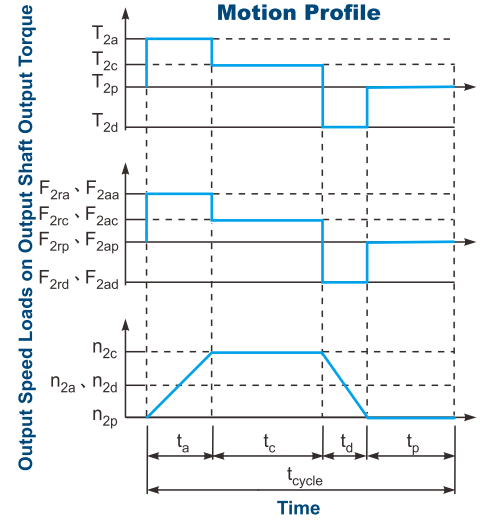 Motion Profile
Output Speed Loads on Output Shaft Output Torque
T2a
T2c
T2p
T2d
F2ra、F2aa
F2rc、F2ac
F2rp、F2ap
F2rd、F2ad
n2c
n2a、n2d
n2p
ta tc td tp
tcycle
Time